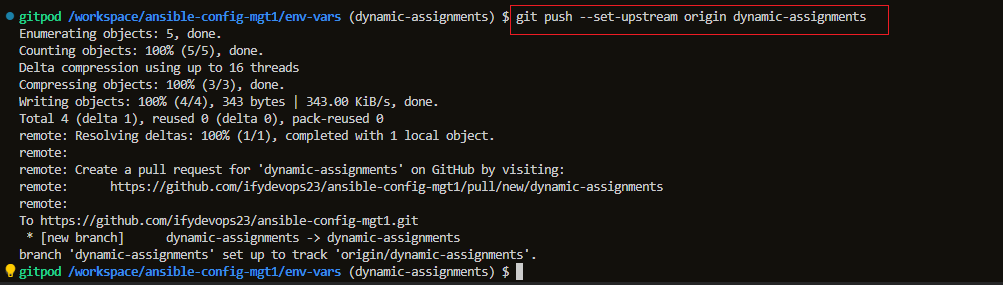 gitpod /workspace/ansible-config-mgt1/env-vars (dynamic-assignments) $ git push --set-upstream origin dynamic-assignments
Enumerating objects: 5, done.
Counting objects: 100% (5/5), done.
Delta compression using up to 16 threads
Compressing objects: 100% (3/3), done.
Writing objects: 100% (4/4), 343 bytes | 343.00 KiB/s, done.
Total 4 (delta 1), reused 0 (delta 0), pack-reused 0
remote: Resolving deltas: 100% (1/1), completed with 1 local object.
remote:
remote: Create a pull request for 'dynamic-assignments' on GitHub by visiting:
remote:      https://github.com/ifydevops23/ansible-config-mgt1/pull/new/dynamic-assignments
remote:
To https://github.com/ifydevops23/ansible-config-mgt1.git
 * [new branch]      dynamic-assignments -> dynamic-assignments
branch 'dynamic-assignments' set up to track 'origin/dynamic-assignments'.
gitpod /workspace/ansible-config-mgt1/env-vars (dynamic-assignments) $